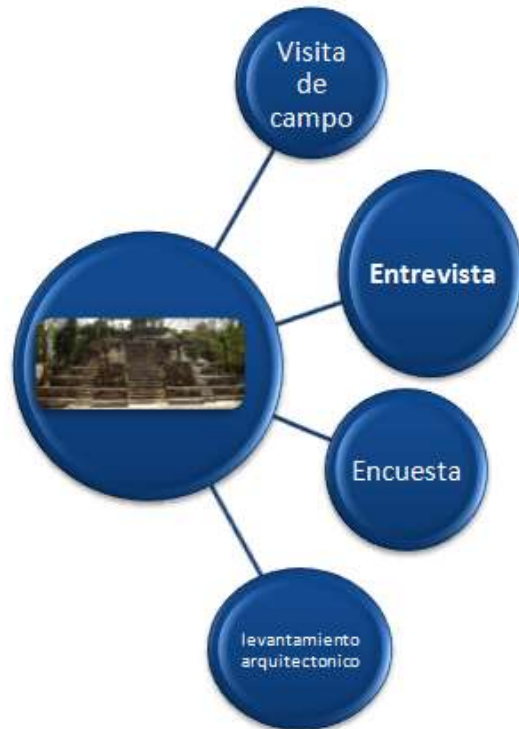 Visita
de
campo
Entrevista
Encuesta
levantamiento
arquitectonico